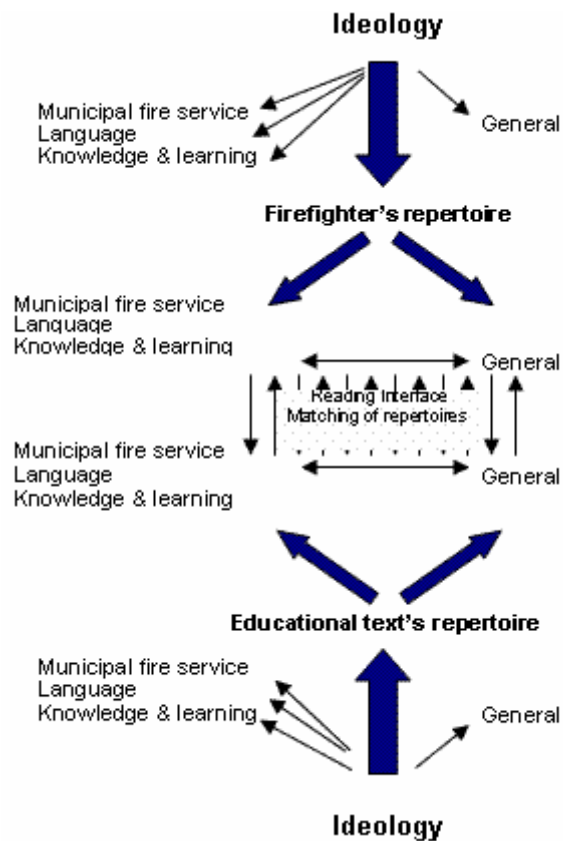 Ideology
Municipal fire service
Language
Knowledge & learning
General
Firefighter's repertoire
Municipal fire service
Language
Knowledge & learning
General
Reading Interface
Matching of repertoires
Municipal fire service
Language
Knowledge & learning
General
Educational text's repertoire
Municipal fire service
Language
Knowledge & learning
General
Ideology